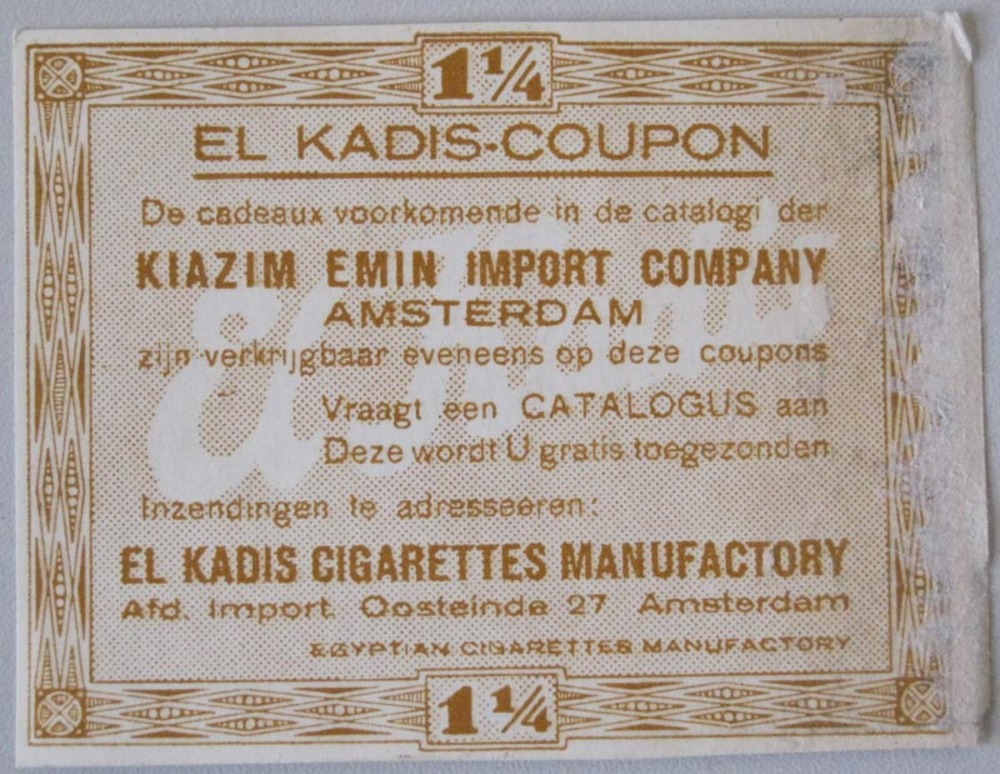 1¼
EL KADIS-COUPON
De cadeaux voorkomende in de catalogi der
KIAZIM EMIN IMPORT COMPANY
AMSTERDAM
zijn verkrijgbaar eveneens op deze coupons
Vraagt een CATALOGUS aan
Deze wordt U gratis toegezonden
Inzendingen te adresseeren:
EL KADIS CIGARETTES MANUFACTORY
Afd. Import Oosteinde 27 Amsterdam
EGYPTIAN CIGARETTES MANUFACTORY
1¼